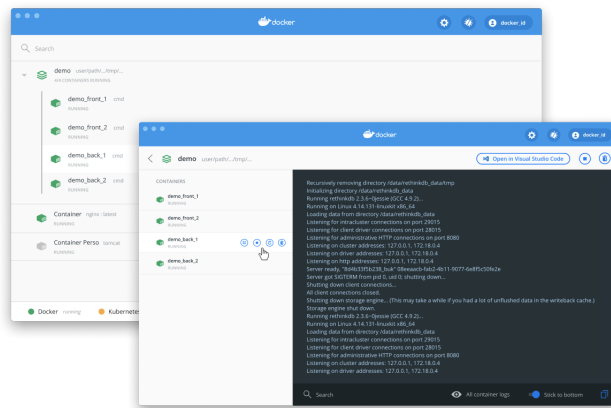 docker
docker_id
Search
demo user/path/.../tmp/...
4/4 CONTAINERS RUNNING
demo_front_1 cmd
RUNNING
demo_front_2 cmd
RUNNING
demo_back_1 cmd
RUNNING
demo_back_2 cmd
RUNNING
Container nginx : latest
RUNNING
Container Perso tomcat
RUNNING
Docker running
Kubernetes
docker
docker_id
demo user/path/.../tmp/...
Open in Visual Studio Code
CONTAINERS
demo_front_1
RUNNING
demo_front_2
RUNNING
demo_back_1
RUNNING
demo_back_2
RUNNING
Recursively removing directory /data/rethinkdb_data/tmp
Initializing directory /data/rethinkdb_data
Running rethinkdb 2.3.6~0jessie (GCC 4.9.2)...
Running on Linux 4.14.131-linuxkit x86_64
Loading data from directory /data/rethinkdb_data
Listening for intracluster connections on port 29015
Listening for client driver connections on port 28015
Listening for administrative HTTP connections on port 8080
Listening on cluster addresses: 127.0.0.1, 172.18.0.4
Listening on driver addresses: 127.0.0.1, 172.18.0.4
Listening on http addresses: 127.0.0.1, 172.18.0.4
Server ready, "8d4b33f5b238_buk" 08eeaacb-fab2-4b11-9077-6e8f5c50fe2e
Server got SIGTERM from pid 0, uid 0; shutting down...
Shutting down client connections...
All client connections closed.
Shutting down storage engine... (This may take a while if you had a lot of unflushed data in the writeback cache.)
Storage engine shut down.
Running rethinkdb 2.3.6~0jessie (GCC 4.9.2)...
Running on Linux 4.14.131-linuxkit x86_64
Loading data from directory /data/rethinkdb_data
Listening for intracluster connections on port 29015
Listening for client driver connections on port 28015
Listening for administrative HTTP connections on port 8080
Listening on cluster addresses: 127.0.0.1, 172.18.0.4
Listening on driver addresses: 127.0.0.1, 172.18.0.4
Search
All container logs
Stick to bottom